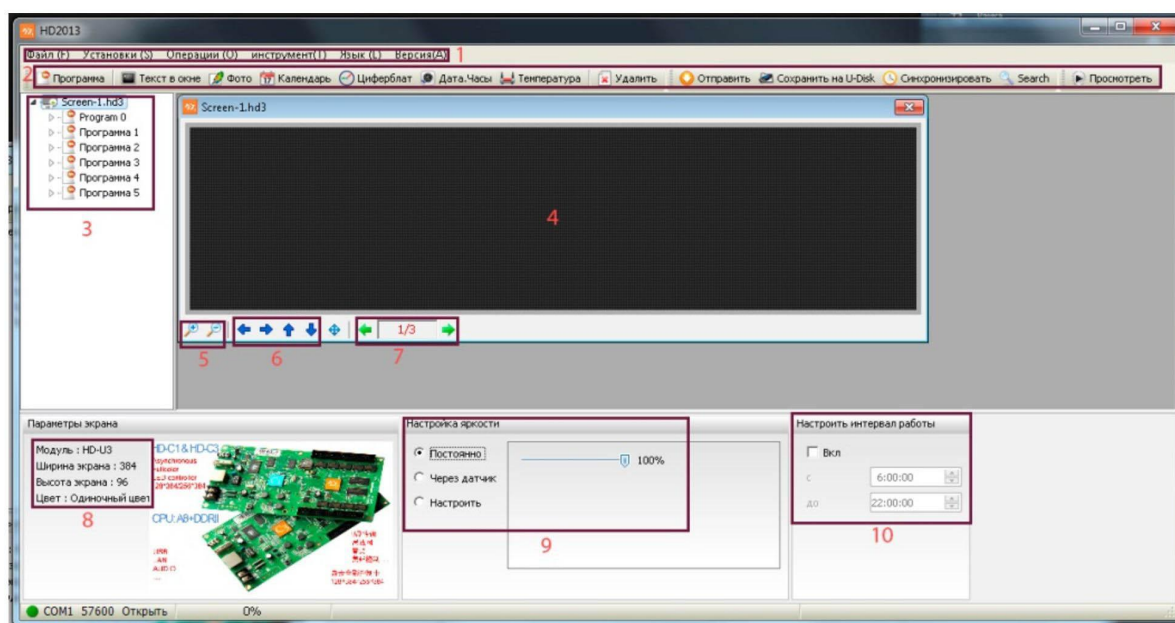 HD2013
Файл (F) Установки (S) Операции (O) инструмент(T) Язык (L) Версия(A) 1
2 Программа Текст в окне Фото Календарь Циферблат Дата.Часы Температура Удалить Отправить Сохранить на U-Disk Синхронизировать Search Просмотреть
Screen-1.hd3
Program 0
Программа 1
Программа 2
Программа 3
Программа 4
Программа 5
3
Screen-1.hd3
4
1/3
5 6 7
Параметры экрана
Модуль : HD-U3
Ширина экрана : 384
Высота экрана : 96
Цвет : Одиночный цвет
8
HD-C1&HD-C3
CPU:A8+DDRII
USB
LAN
AUDIO
Настройка яркости
Постоянно
100%
Через датчик
Настроить
9
Настроить интервал работы
Вкл
с 6:00:00
до 22:00:00
10
COM1 57600 Открыть 0%